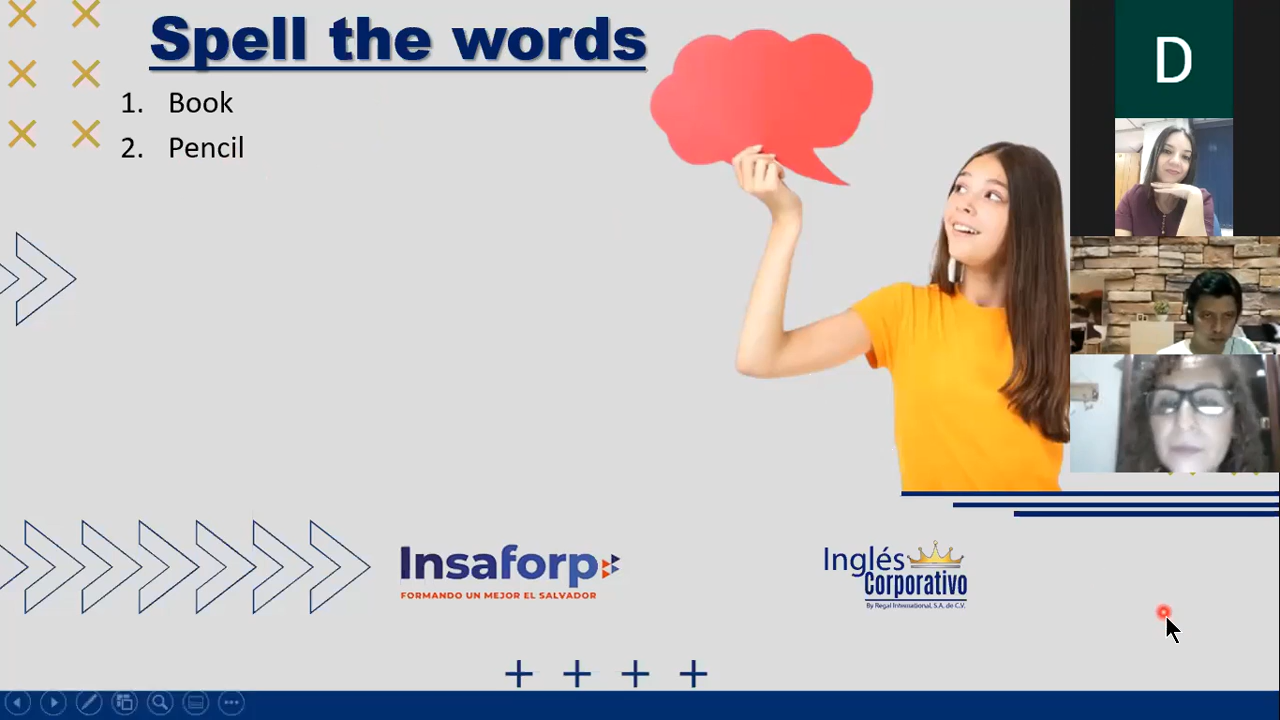 Spell the words
1. Book
2. Pencil
D
Insaforp
FORMANDO UN MEJOR EL SALVADOR
Inglés
Corporativo
By Regal International, S.A. de C.V.